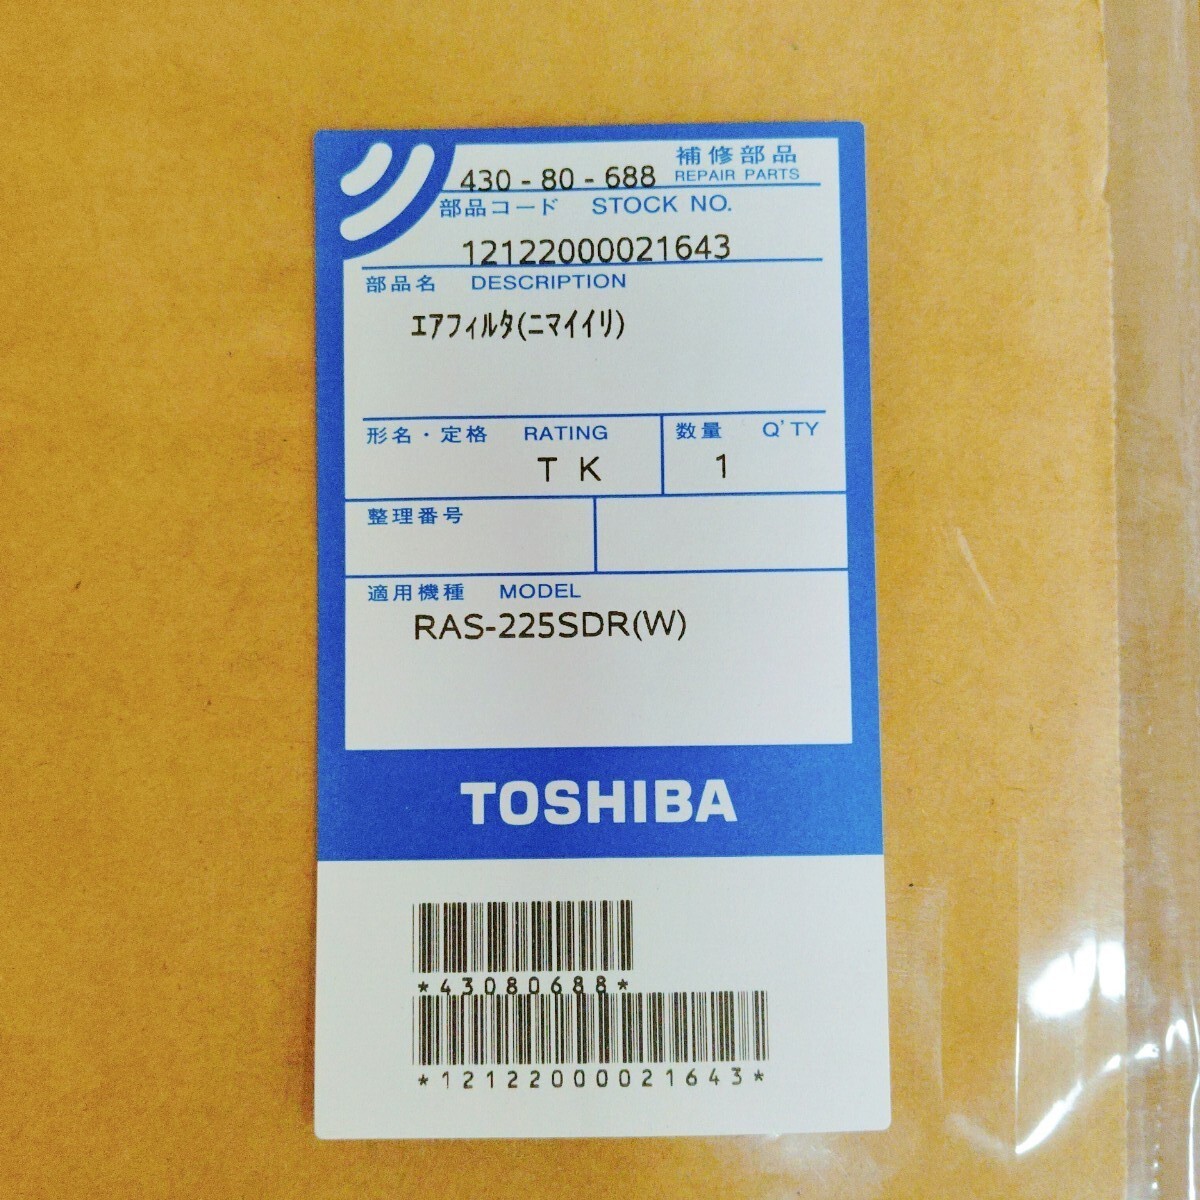 補修部品
430 - 80 - 688 REPAIR PARTS
部品コード STOCK NO.
12122000021643
部品名 DESCRIPTION
ｴｱﾌｨﾙﾀ(ﾆﾏｲｲﾘ)
形名・定格 RATING 数量 Q'TY
T K 1
整理番号
適用機種 MODEL
RAS-225SDR(W)
TOSHIBA
*43080688*
*12122000021643*